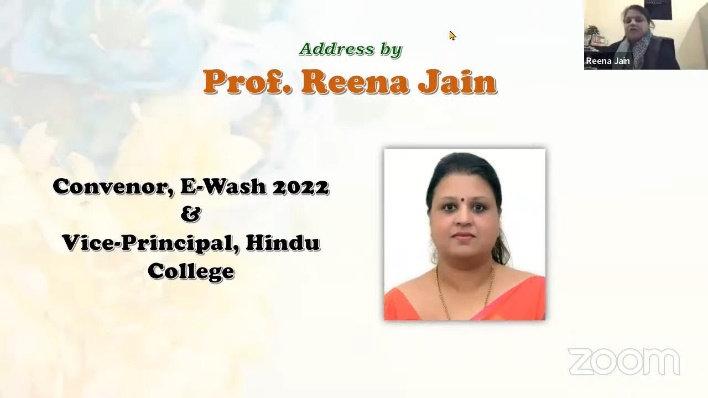 Address by
Prof. Reena Jain
Reena Jain
Convenor, E-Wash 2022
&
Vice-Principal, Hindu
College
zoom